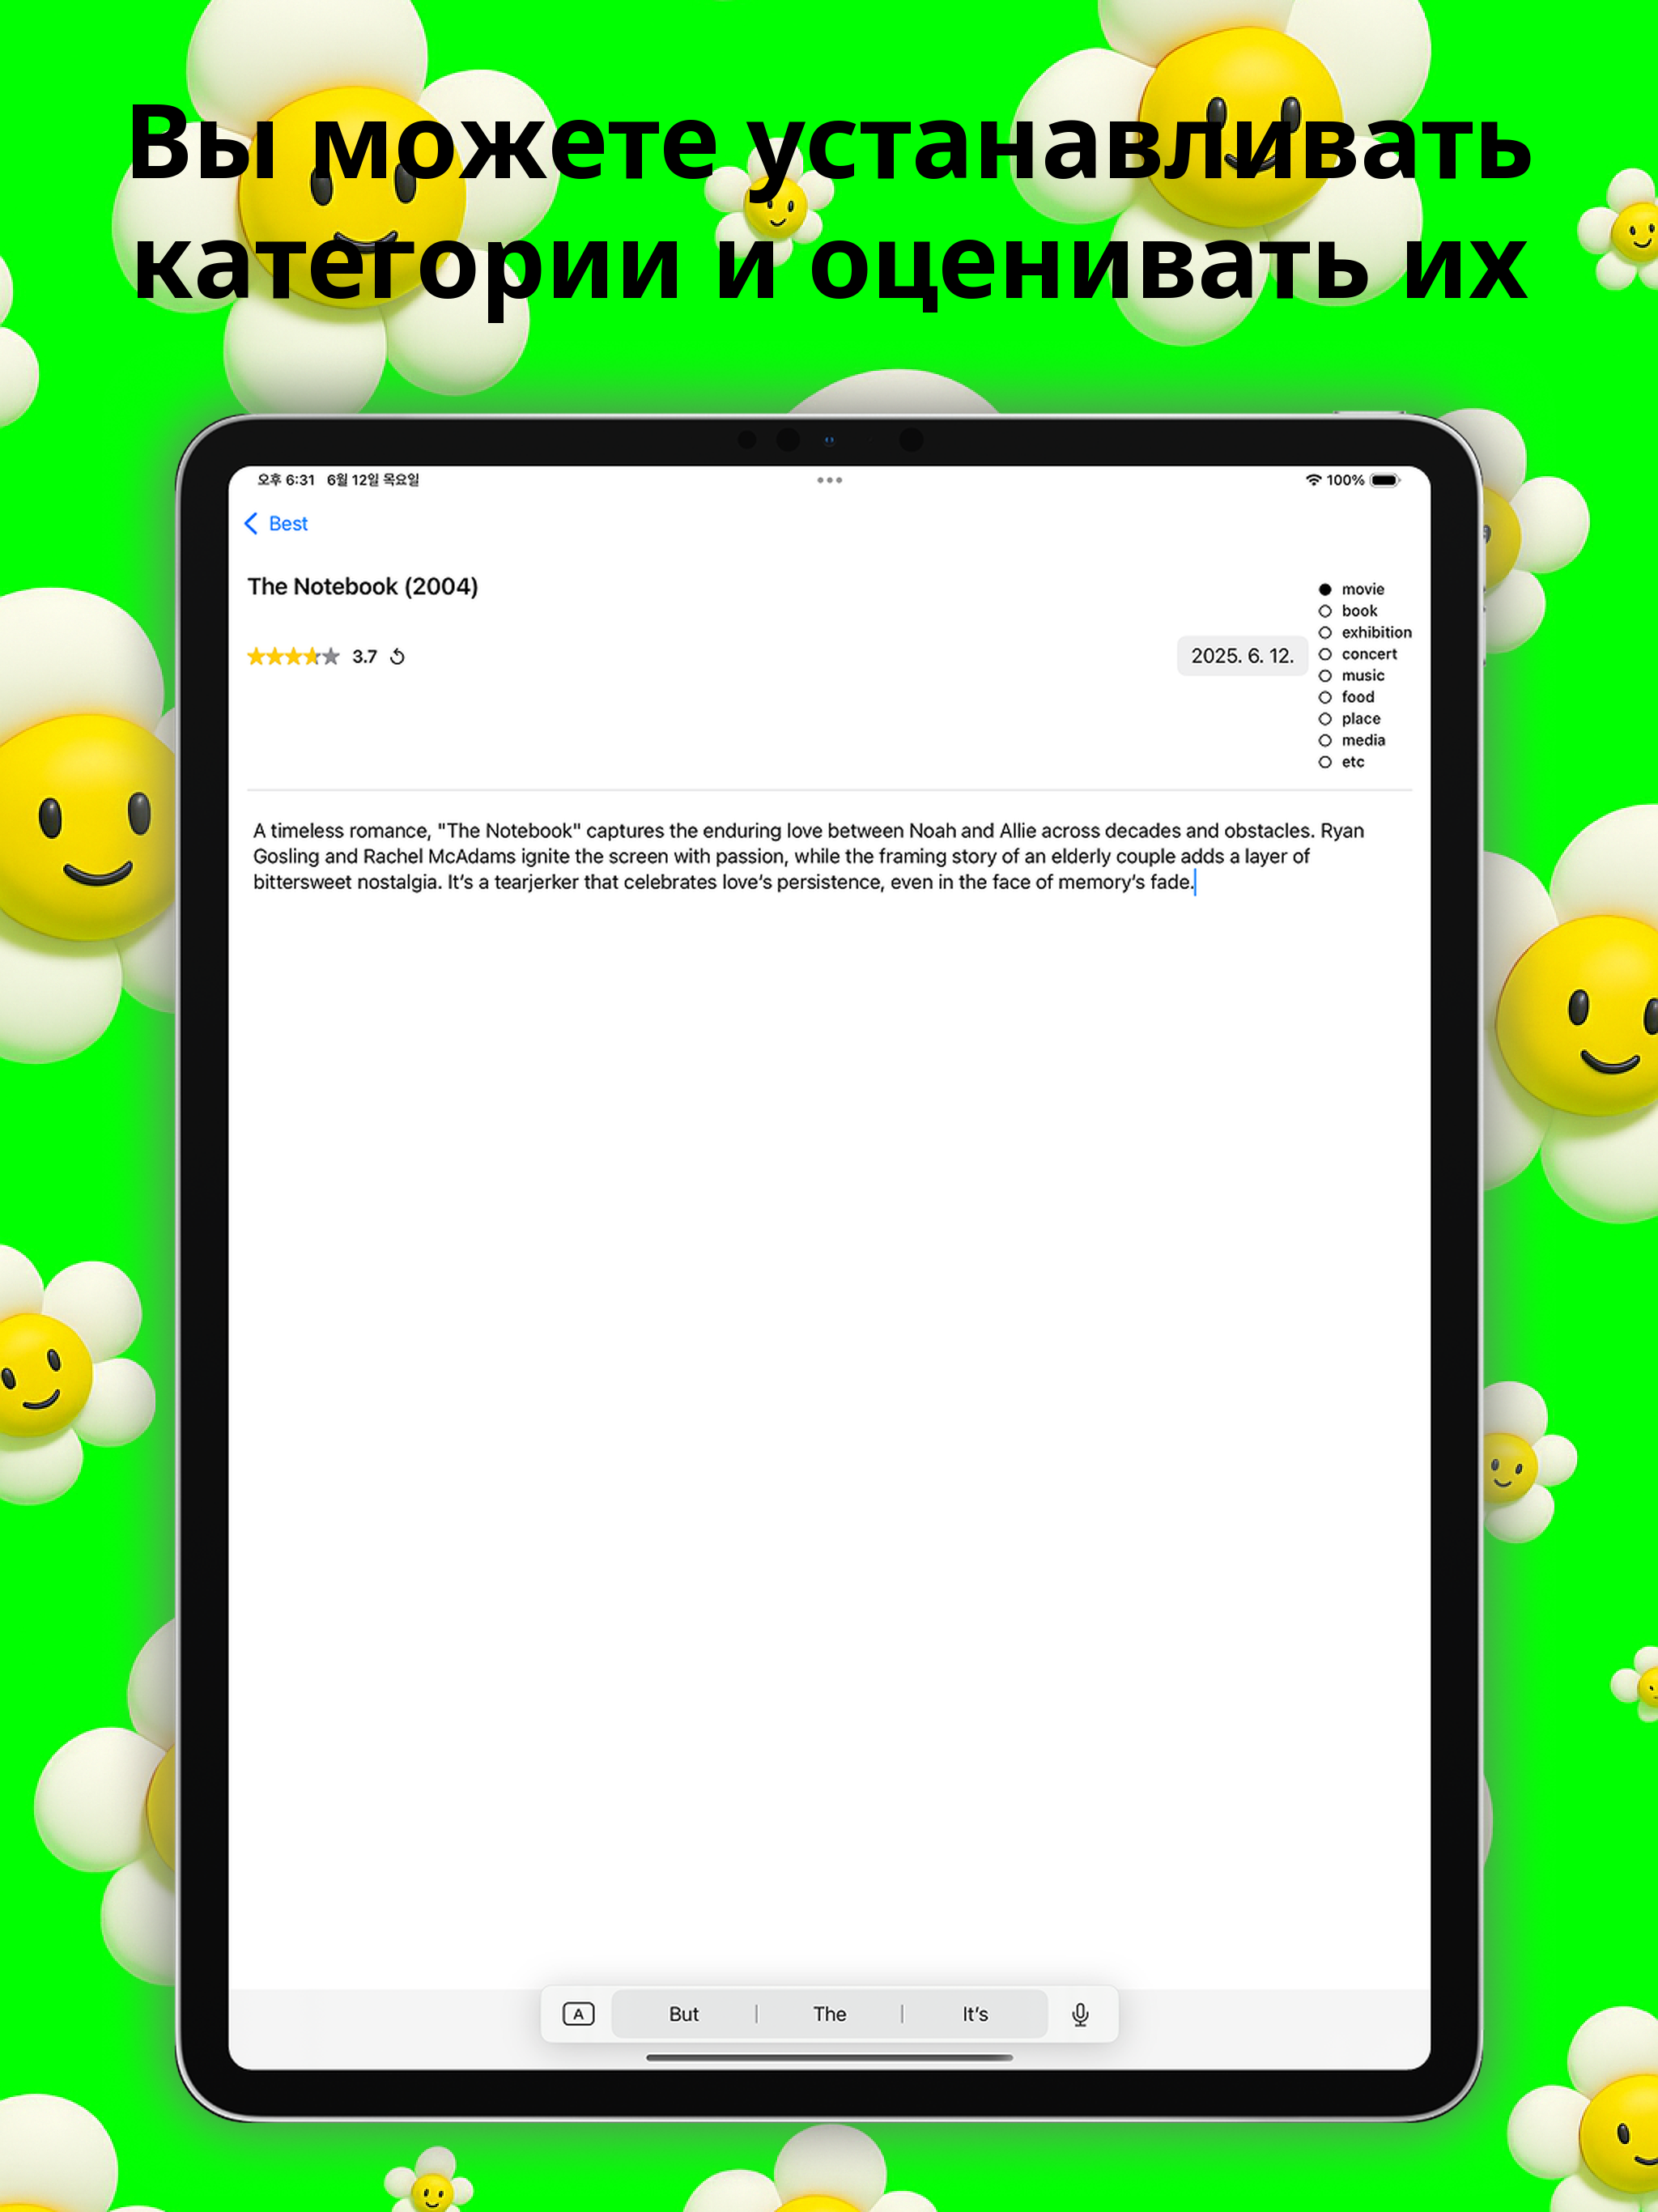 Вы можете устанавливать
категории и оценивать их
오후 6:31 6월 12일 목요일
100%
Best
The Notebook (2004)
3.7
2025. 6. 12.
movie
book
exhibition
concert
music
food
place
media
etc
A timeless romance, "The Notebook" captures the enduring love between Noah and Allie across decades and obstacles. Ryan
Gosling and Rachel McAdams ignite the screen with passion, while the framing story of an elderly couple adds a layer of
bittersweet nostalgia. It’s a tearjerker that celebrates love’s persistence, even in the face of memory’s fade.
A But The It’s